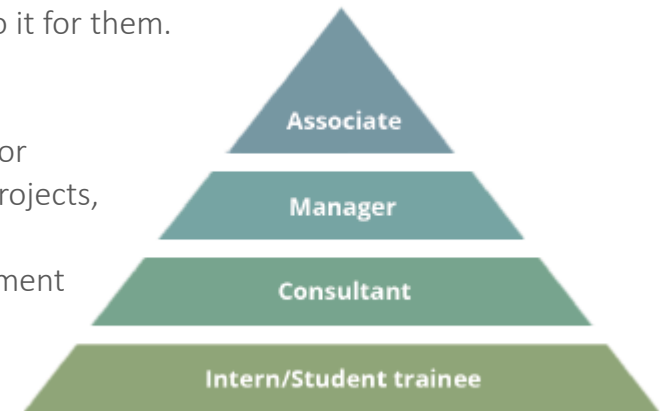 it for them.
Associate
or
Manager
rojects,
Consultant
ment
Intern/Student trainee